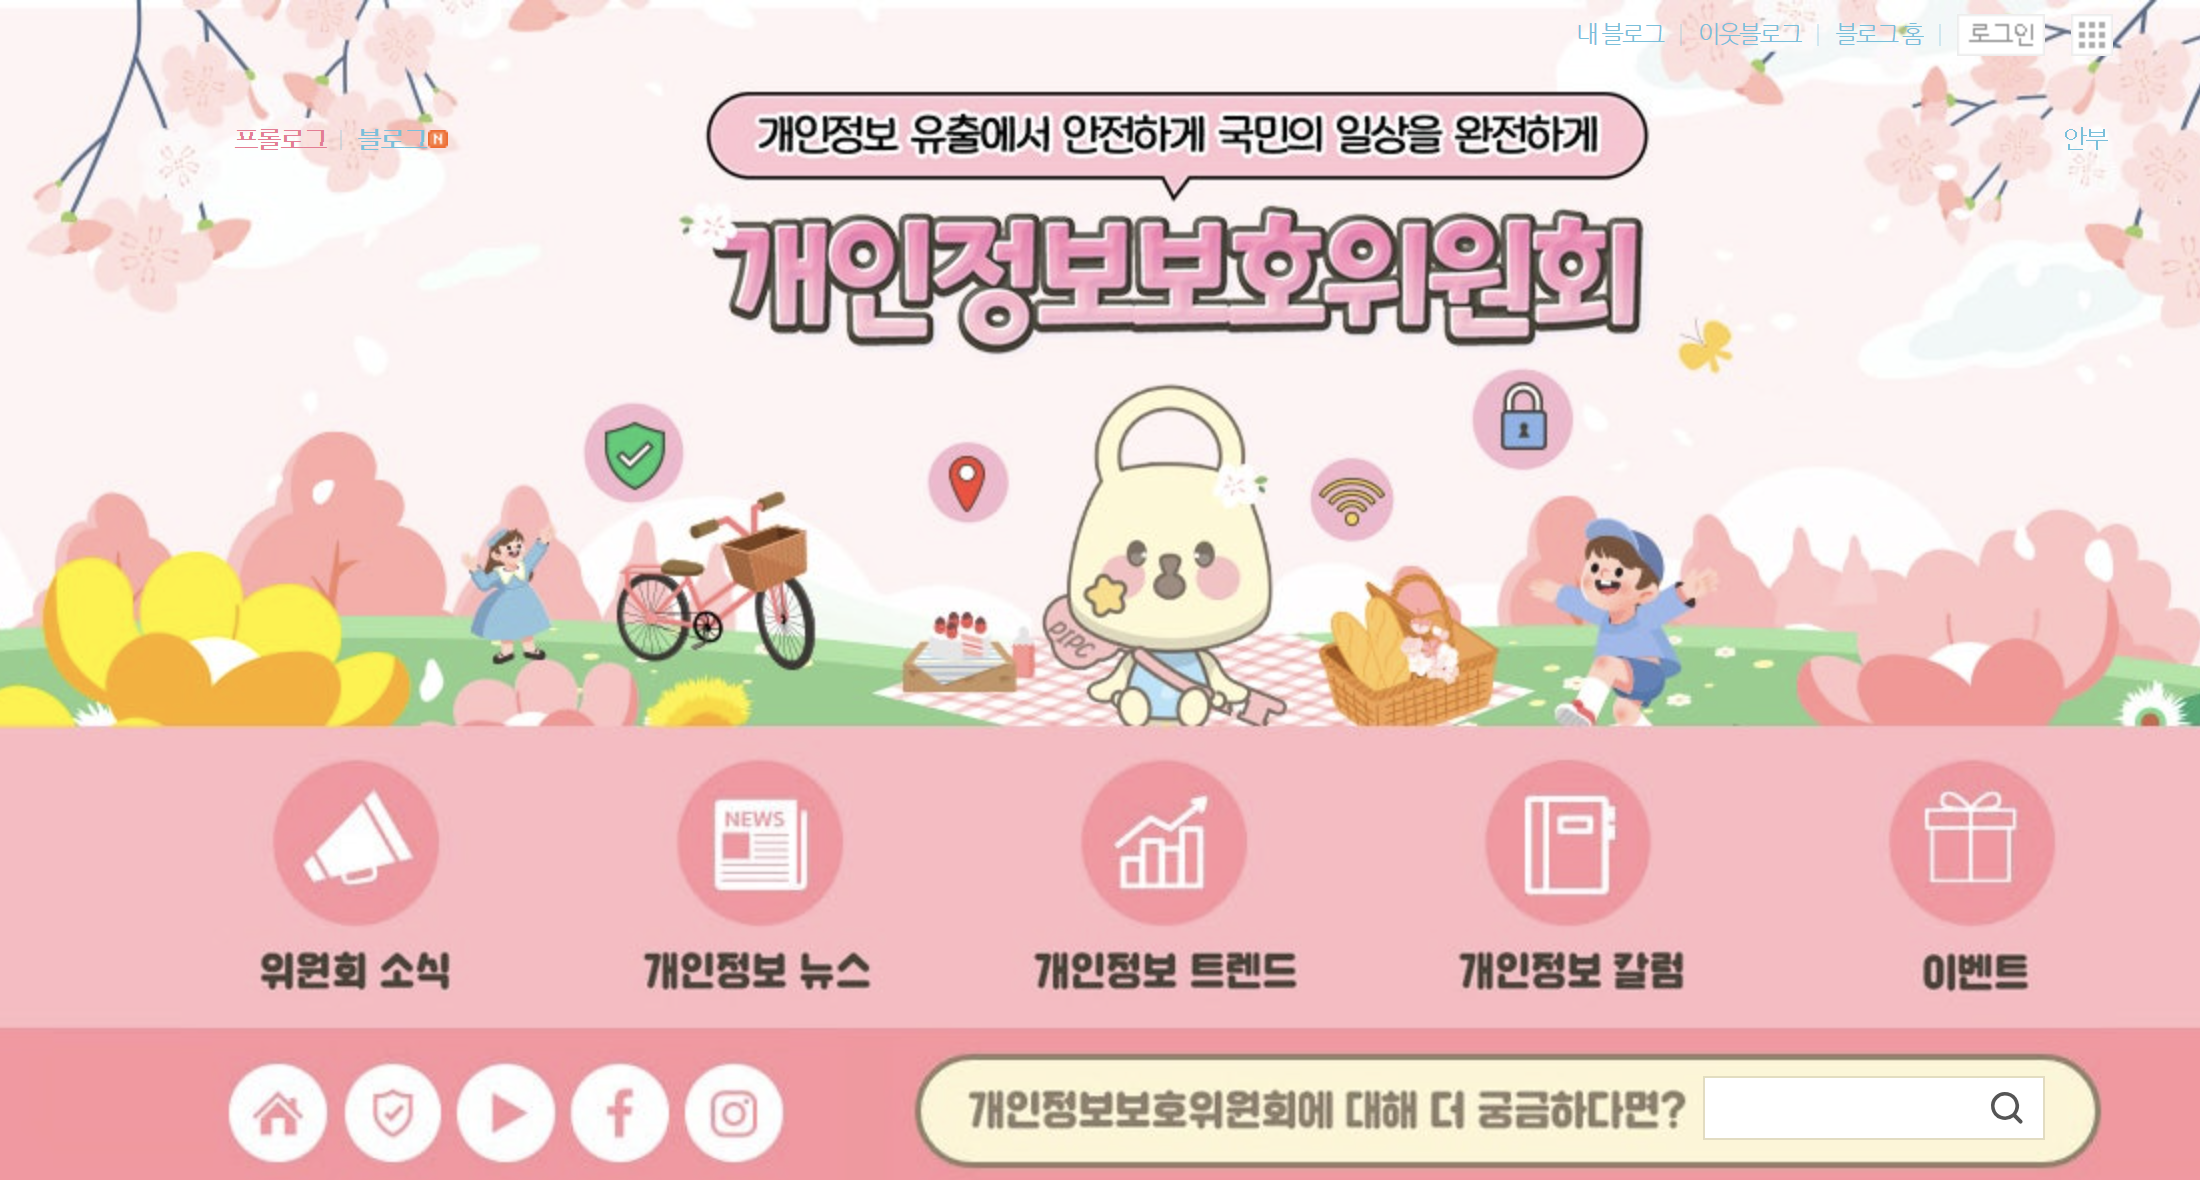 내 블로그 이웃블로그 블로그 홈 로그인
프롤로그 블로그 N
안부
개인정보 유출에서 안전하게 국민의 일상을 완전하게
개인정보보호위원회
PIPC
NEWS
위원회 소식
개인정보 뉴스
개인정보 트렌드
개인정보 칼럼
이벤트
개인정보보호위원회에 대해 더 궁금하다면?